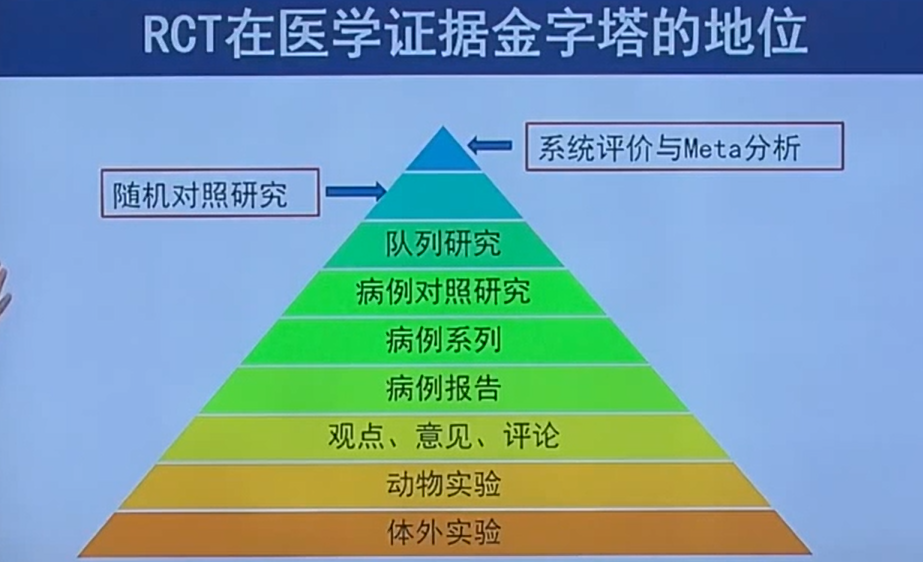 RCT在医学证据金字塔的地位
系统评价与Meta分析
随机对照研究
队列研究
病例对照研究
病例系列
病例报告
观点、意见、评论
动物实验
体外实验